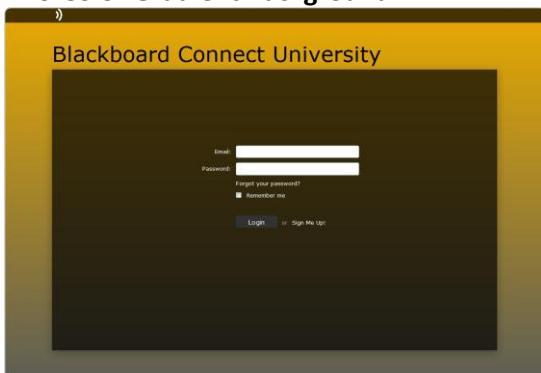 Blackboard Connect University
Email:
Password:
Forgot your password?
Remember me
Login or Sign Me Up!